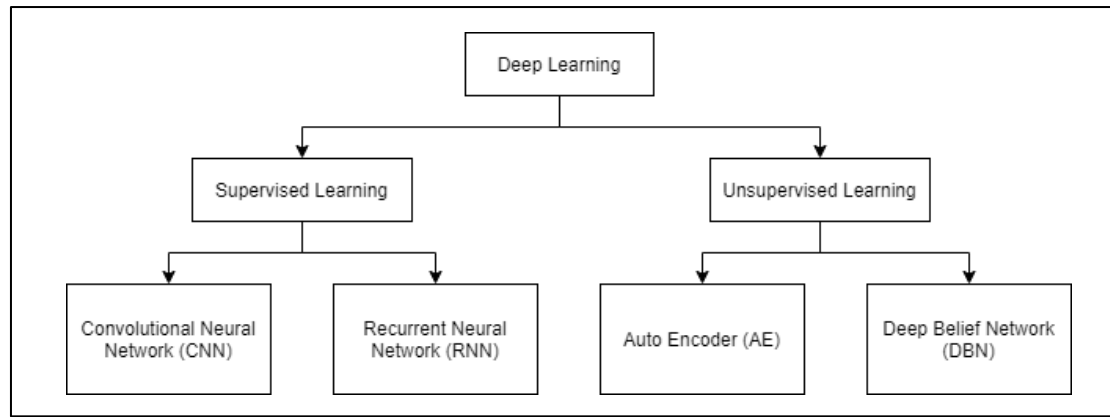 Deep Learning
Supervised Learning
Unsupervised Learning
Convolutional Neural
Network (CNN)
Recurrent Neural
Network (RNN)
Auto Encoder (AE)
Deep Belief Network
(DBN)